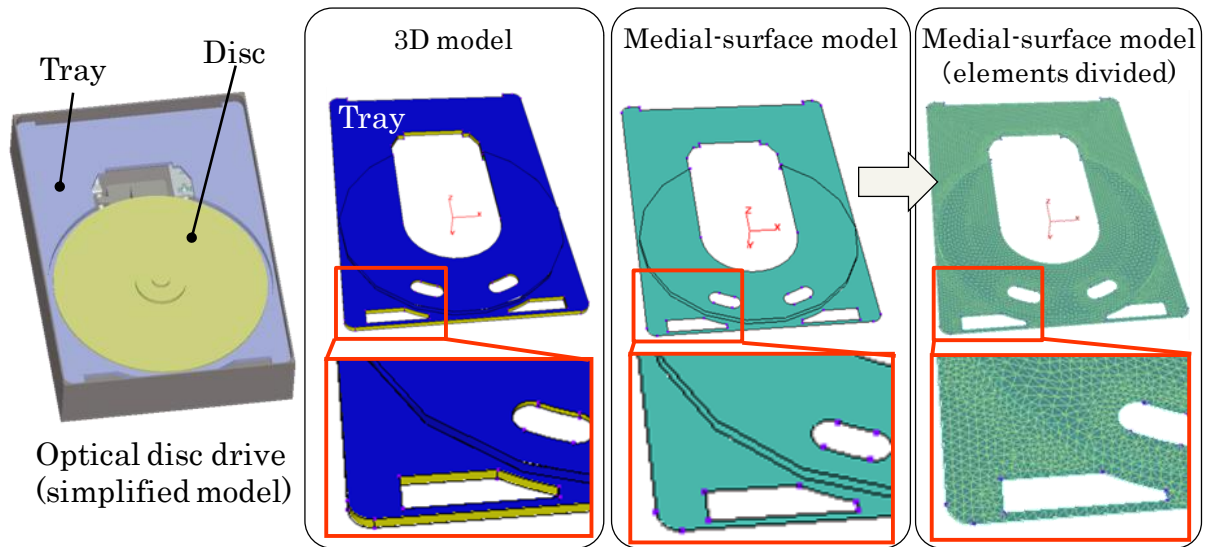 Tray
Disc
Optical disc drive
(simplified model)
3D model
Tray
Z
X
Y
Medial-surface model
Z
X
Y
Medial-surface model
(elements divided)